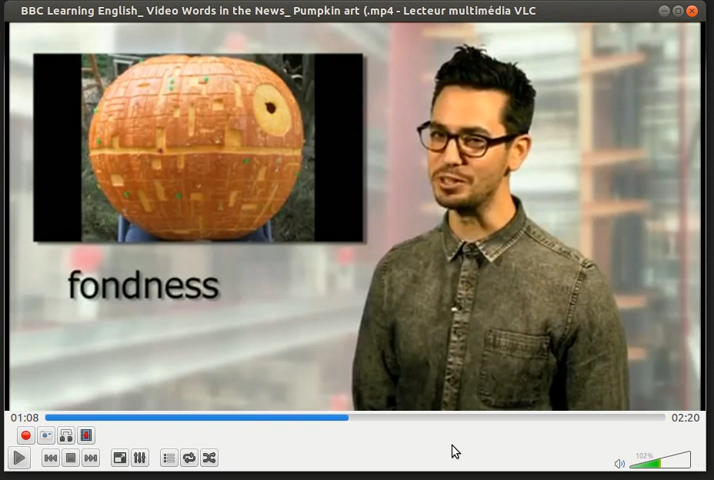 BBC Learning English_ Video Words in the News_ Pumpkin art (.mp4 - Lecteur multimédia VLC
fondness
01:08
02:20
102%